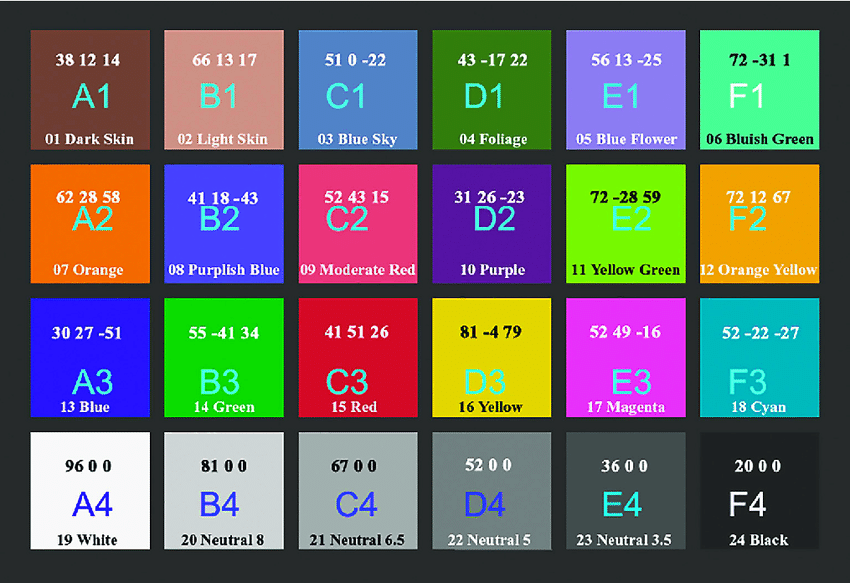 38 12 14
A1
01 Dark Skin
66 13 17
B1
02 Light Skin
51 0 -22
C1
03 Blue Sky
43 -17 22
D1
04 Foliage
56 13 -25
E1
05 Blue Flower
72 -31 1
F1
06 Bluish Green
62 28 58
A2
07 Orange
41 18 -43
B2
08 Purplish Blue
52 43 15
C2
09 Moderate Red
31 26 -23
D2
10 Purple
72 -28 59
E2
11 Yellow Green
72 12 67
F2
12 Orange Yellow
30 27 -51
A3
13 Blue
55 -41 34
B3
14 Green
41 51 26
C3
15 Red
81 -4 79
D3
16 Yellow
52 49 -16
E3
17 Magenta
52 -22 -27
F3
18 Cyan
96 0 0
A4
19 White
81 0 0
B4
20 Neutral 8
67 0 0
C4
21 Neutral 6.5
52 0 0
D4
22 Neutral 5
36 0 0
E4
23 Neutral 3.5
20 0 0
F4
24 Black